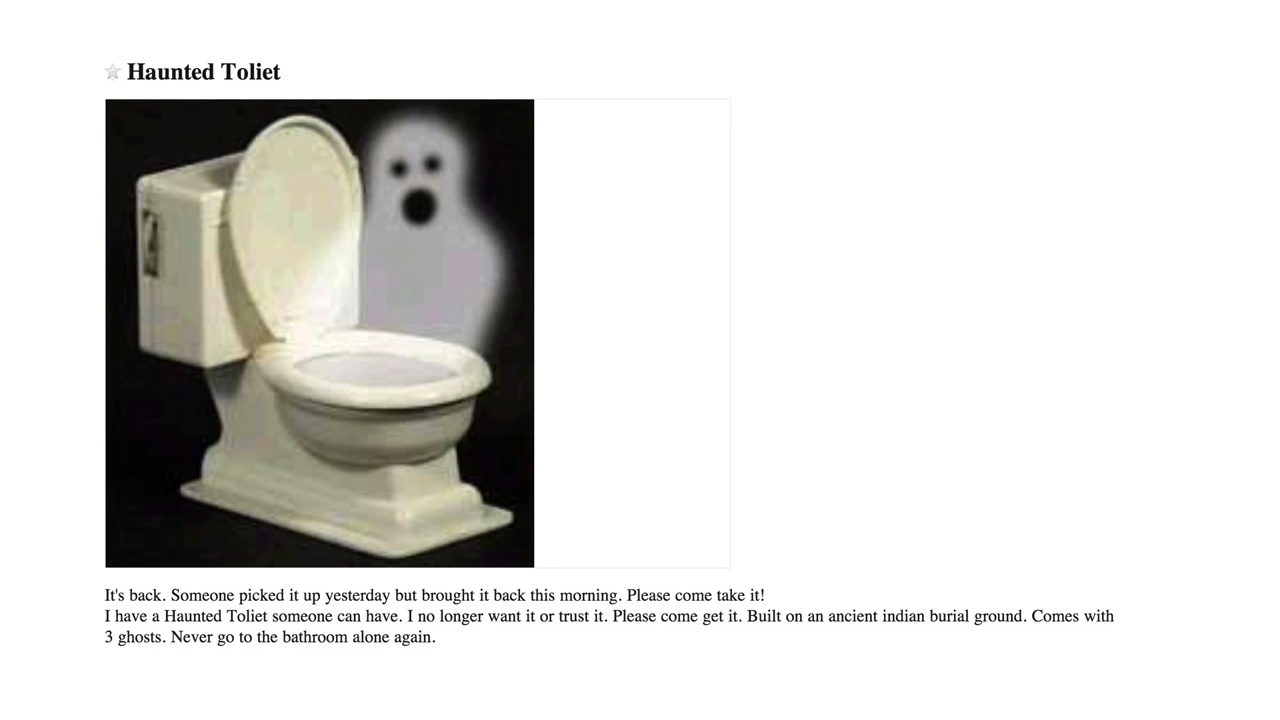 Haunted Toliet
It's back. Someone picked it up yesterday but brought it back this morning. Please come take it!
I have a Haunted Toliet someone can have. I no longer want it or trust it. Please come get it. Built on an ancient indian burial ground. Comes with
3 ghosts. Never go to the bathroom alone again.